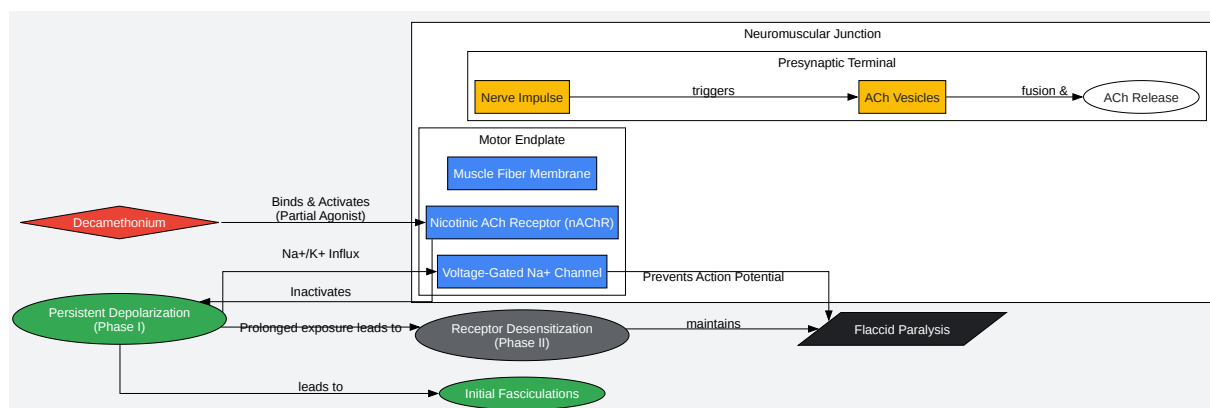 Neuromuscular Junction
Presynaptic Terminal
Nerve Impulse
triggers
ACh Vesicles
fusion &
ACh Release
Motor Endplate
Muscle Fiber Membrane
Decamethonium
Binds & Activates
(Partial Agonist)
Nicotinic ACh Receptor (nAChR)
Na+/K+ Influx
Voltage-Gated Na+ Channel
Prevents Action Potential
Inactivates
Persistent Depolarization
(Phase I)
Prolonged exposure leads to
Receptor Desensitization
(Phase II)
maintains
Flaccid Paralysis
leads to
Initial Fasciculations